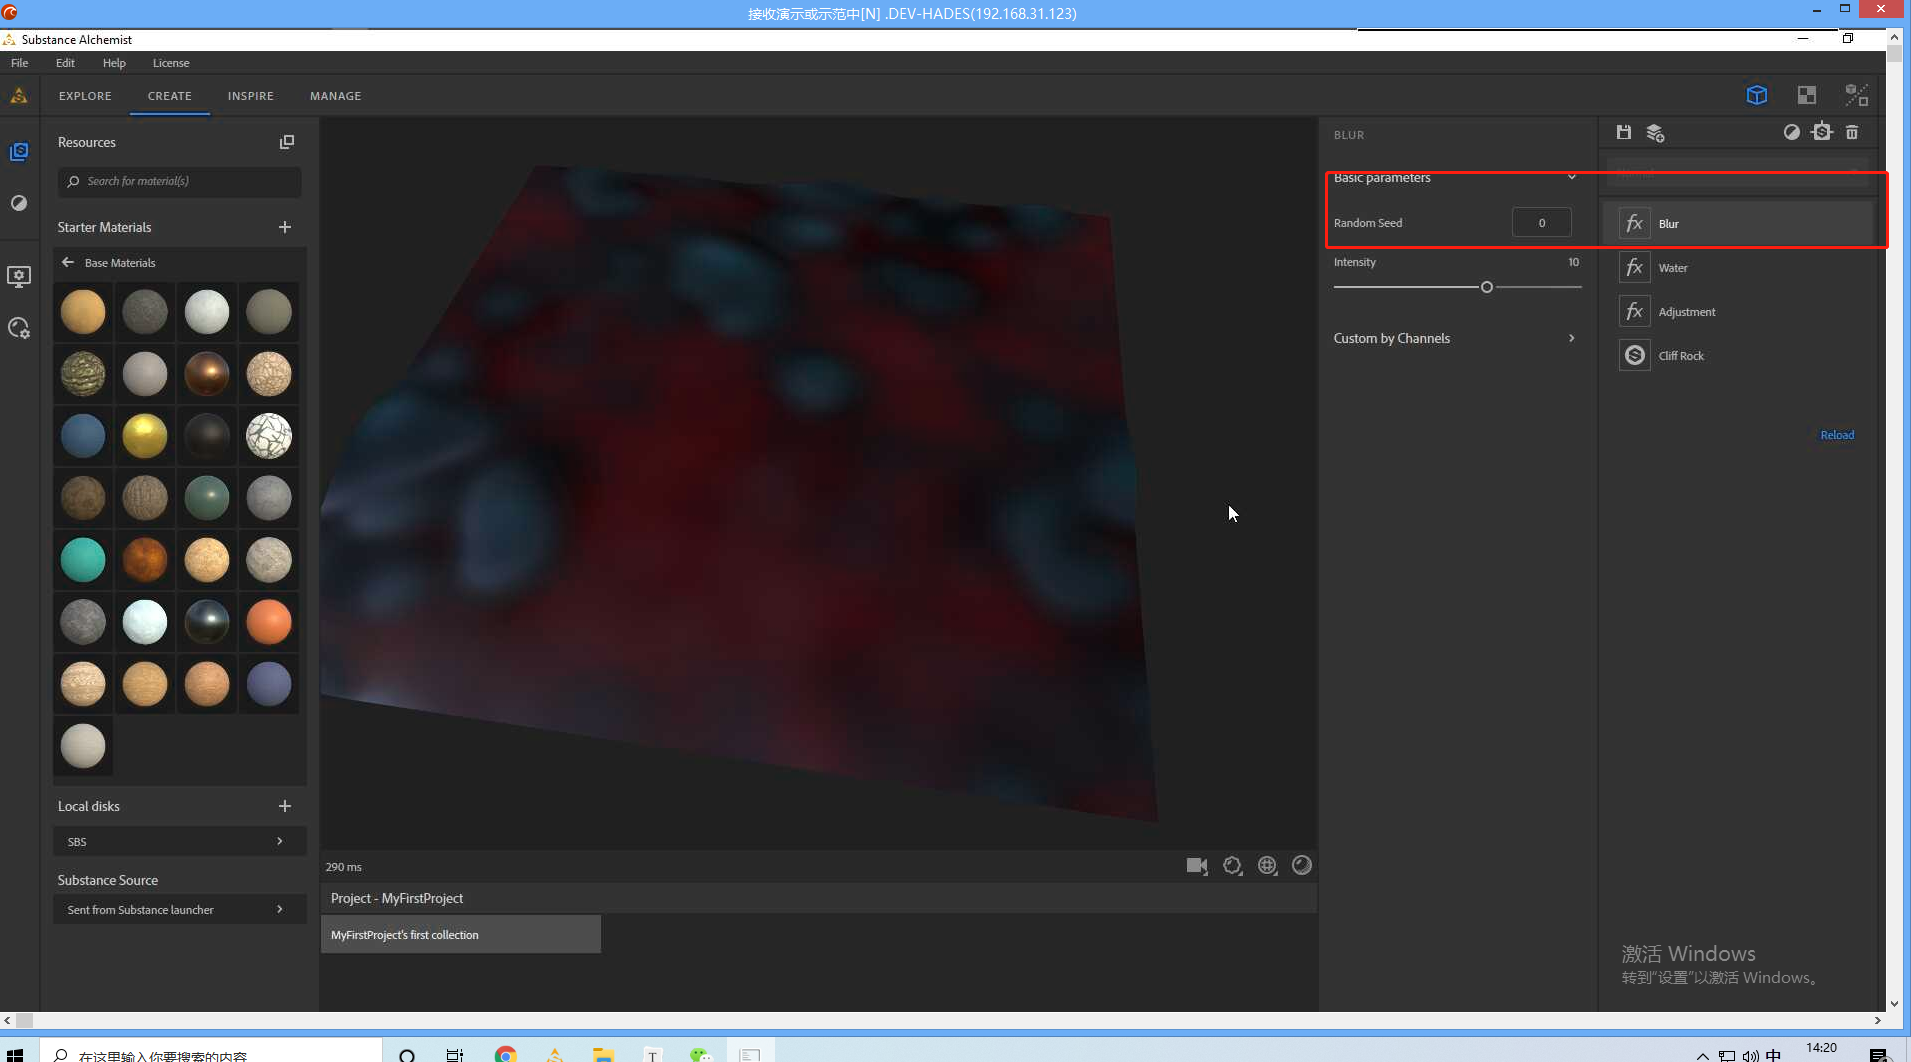 接收演示或示范中[N] .DEV-HADES(192.168.31.123)
Substance Alchemist
File Edit Help License
EXPLORE CREATE INSPIRE MANAGE
Resources
Search for material(s)
Starter Materials
Base Materials
Local disks
SBS
Substance Source
Sent from Substance launcher
290 ms
Project - MyFirstProject
MyFirstProject's first collection
BLUR
Basic parameters
Random Seed 0
Intensity 10
Custom by Channels
fx Blur
fx Water
fx Adjustment
Cliff Rock
Reload
激活 Windows
转到"设置"以激活 Windows。
在这里输入你要搜索的内容
T
中
14:20